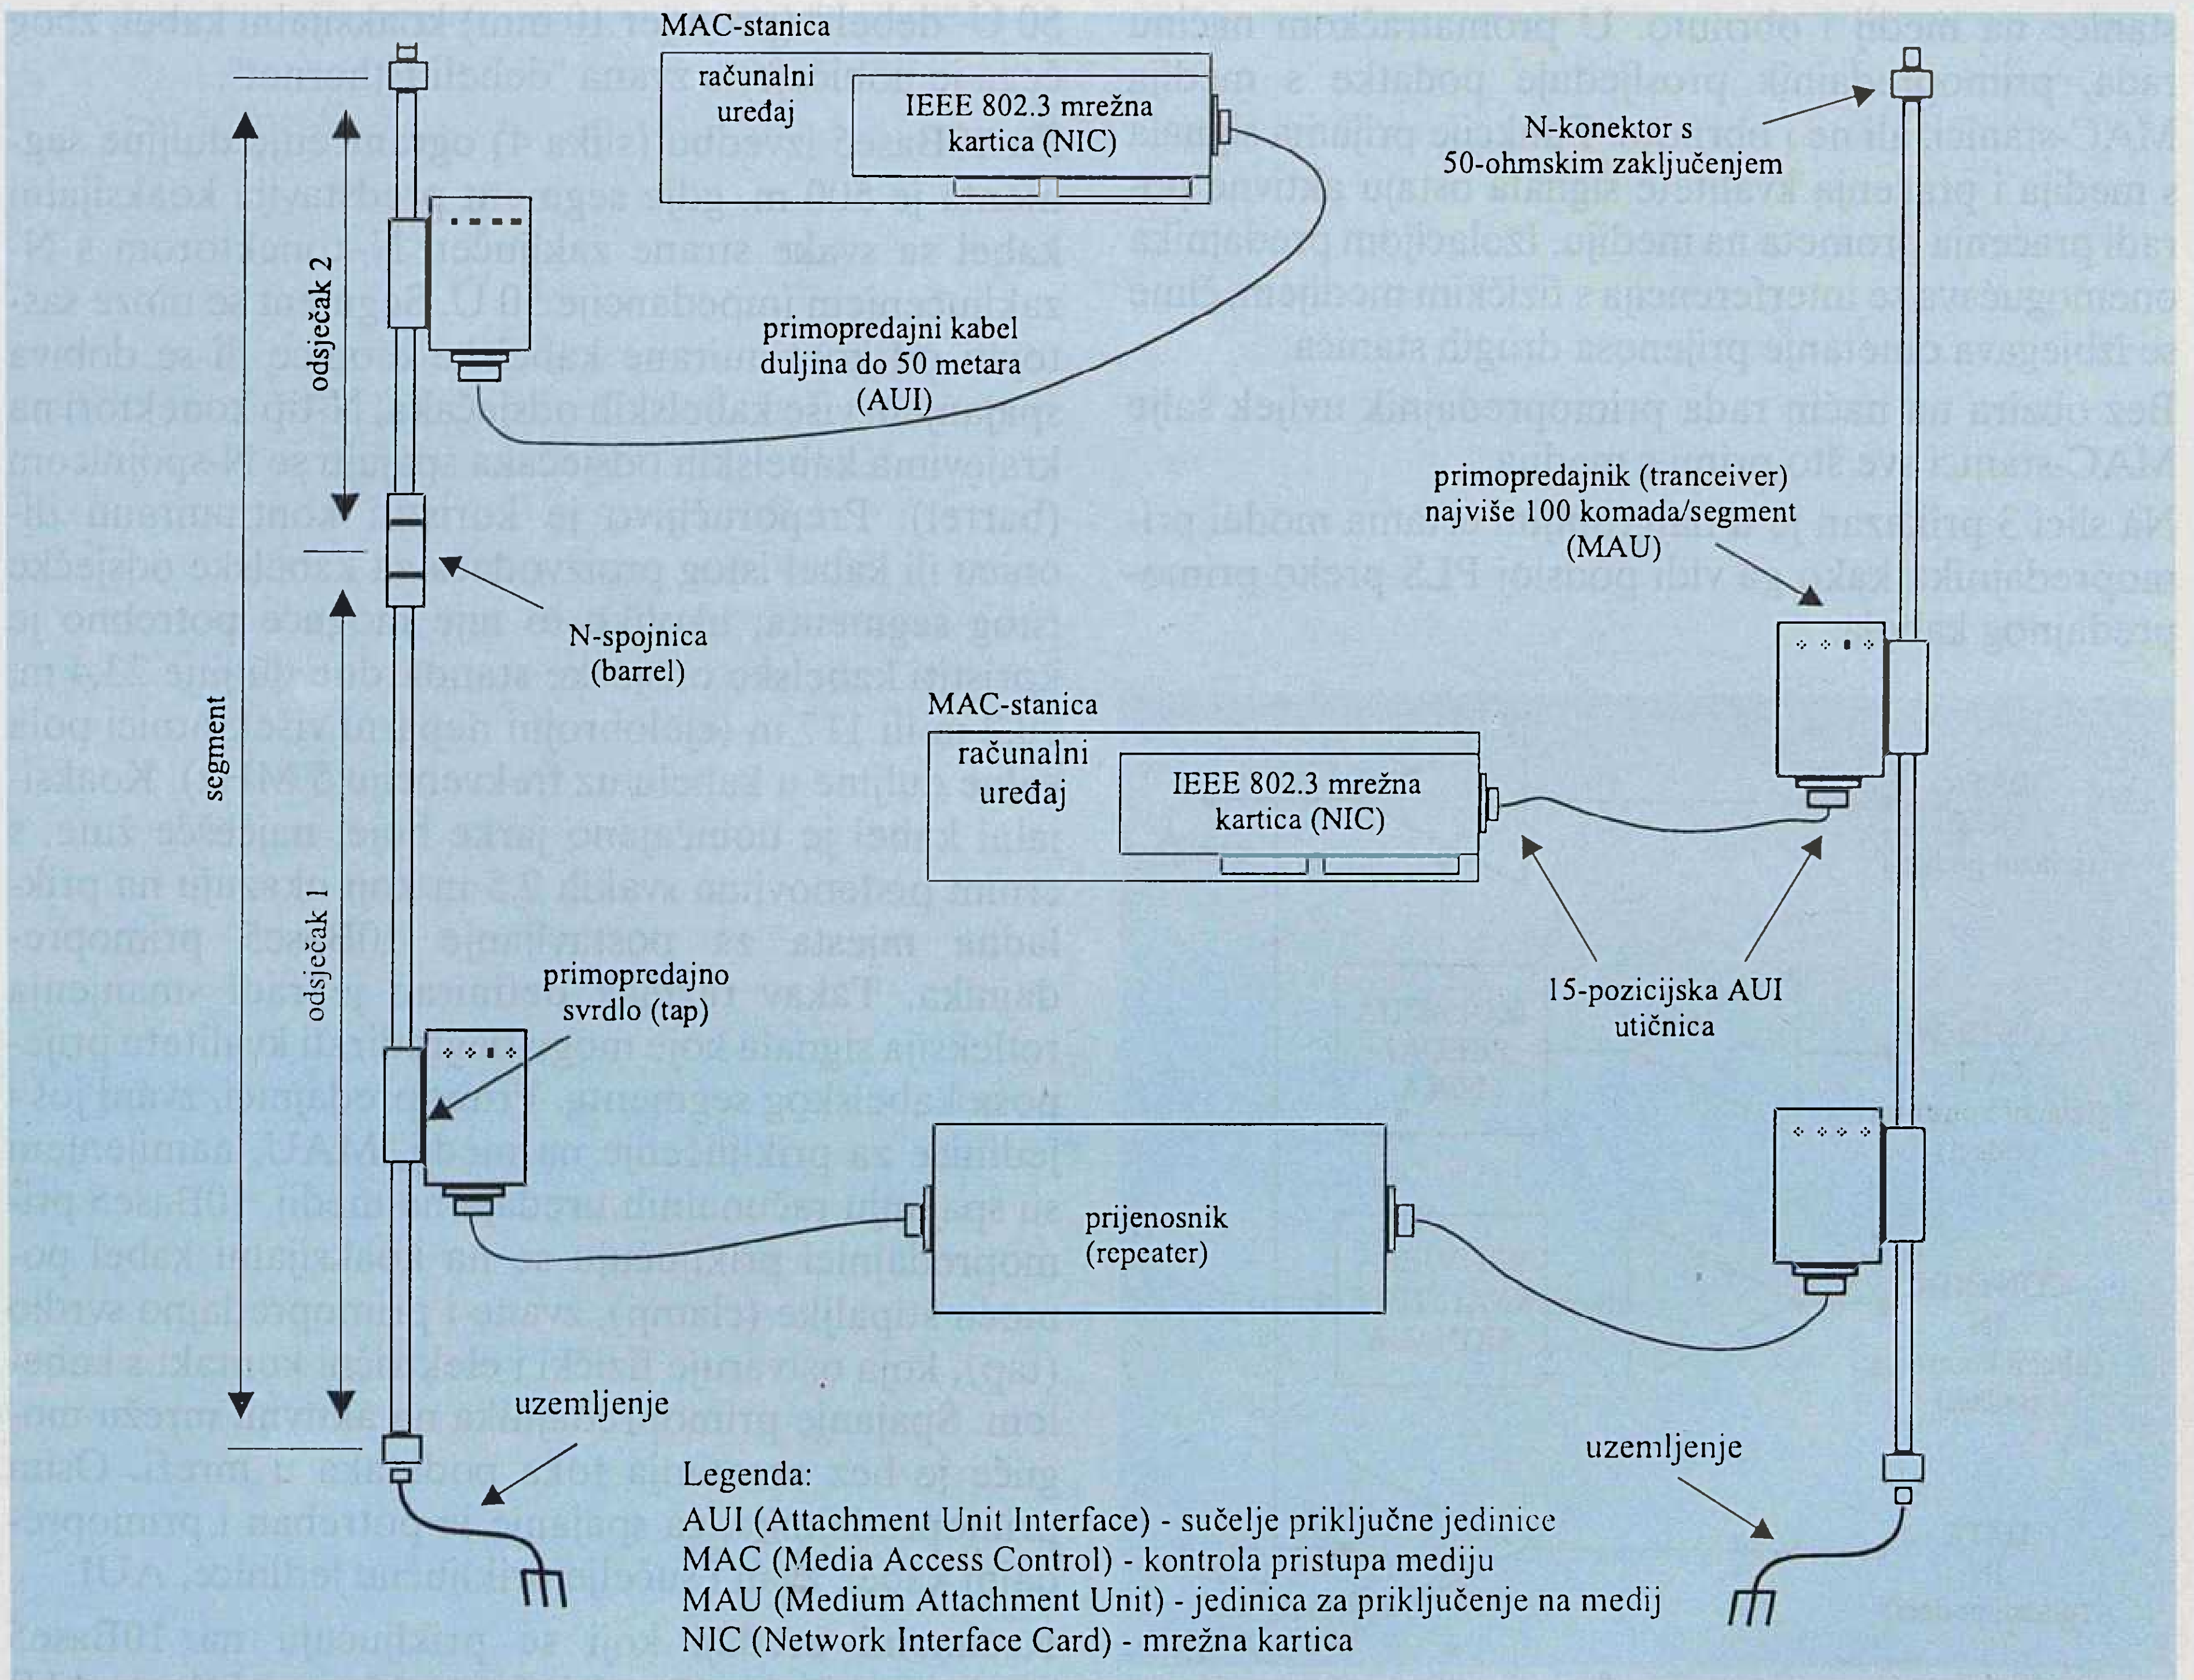 MAC-stanica
računalni
uređaj
IEEE 802.3 mrežna
kartica (NIC)
N-konektor s
50-ohmskim zaključenjem
odsječak 2
primopredajni kabel
duljina do 50 metara
(AUI)
primopredajnik (tranceiver)
najviše 100 komada/segment
(MAU)
N-spojnica
(barrel)
segment
MAC-stanica
računalni
uređaj
IEEE 802.3 mrežna
kartica (NIC)
odsječak 1
primopredajno
svrdlo (tap)
15-pozicijska AUI
utičnica
prijenosnik
(repeater)
uzemljenje
uzemljenje
Legenda:
AUI (Attachment Unit Interface) - sučelje priključne jedinice
MAC (Media Access Control) - kontrola pristupa mediju
MAU (Medium Attachment Unit) - jedinica za priključenje na medij
NIC (Network Interface Card) - mrežna kartica